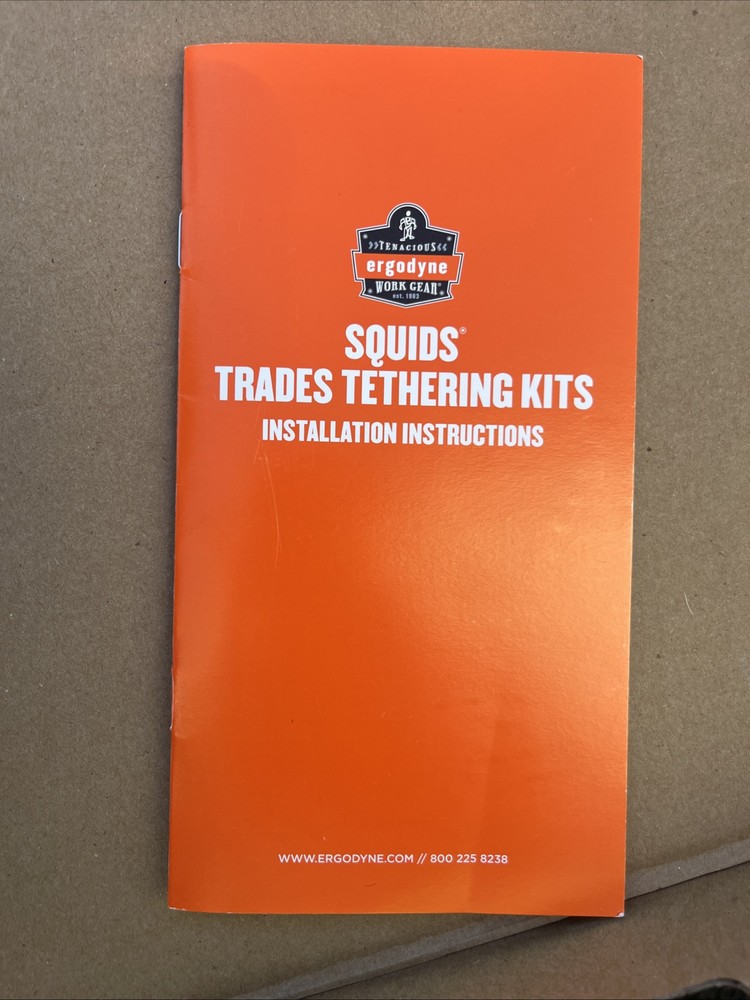 »TENACIOUS«
ergodyne
WORK GEAR®
est. 1983
SQUIDS®
TRADES TETHERING KITS
INSTALLATION INSTRUCTIONS
WWW.ERGODYNE.COM // 800 225 8238